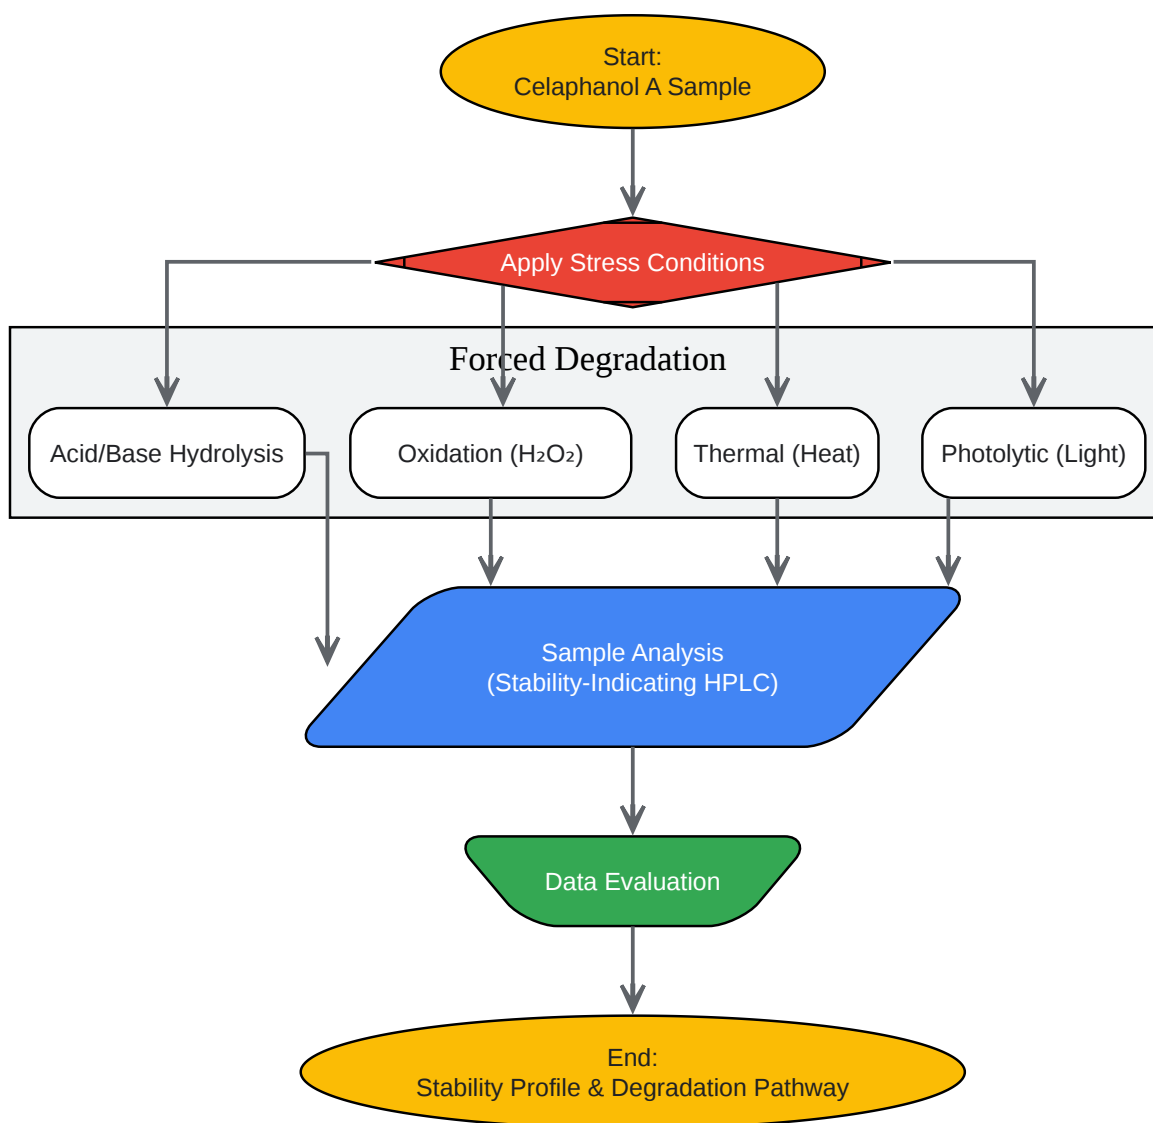 Start:
Celaphanol A Sample
Apply Stress Conditions
Forced Degradation
Acid/Base Hydrolysis
Oxidation (H₂O₂)
Thermal (Heat)
Photolytic (Light)
Sample Analysis
(Stability-Indicating HPLC)
Data Evaluation
End:
Stability Profile & Degradation Pathway